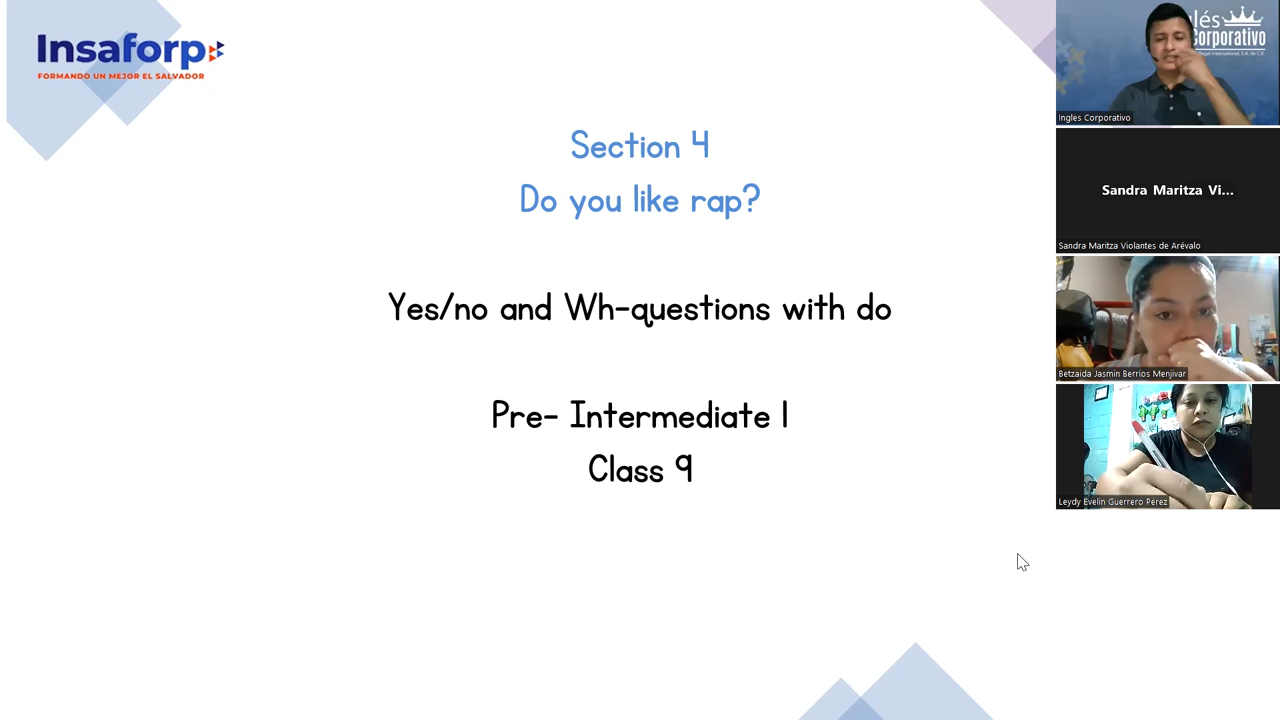 Insaforp
FORMANDO UN MEJOR EL SALVADOR
Section 4
Do you like rap?
Yes/no and Wh-questions with do
Pre- Intermediate 1
Class 9
lés
Corporativo
Ingles Corporativo
Sandra Maritza Vi...
Sandra Maritza Violantes de Arévalo
Betzaida Jasmin Berrios Menjivar
Leydy Evelin Guerrero Pérez